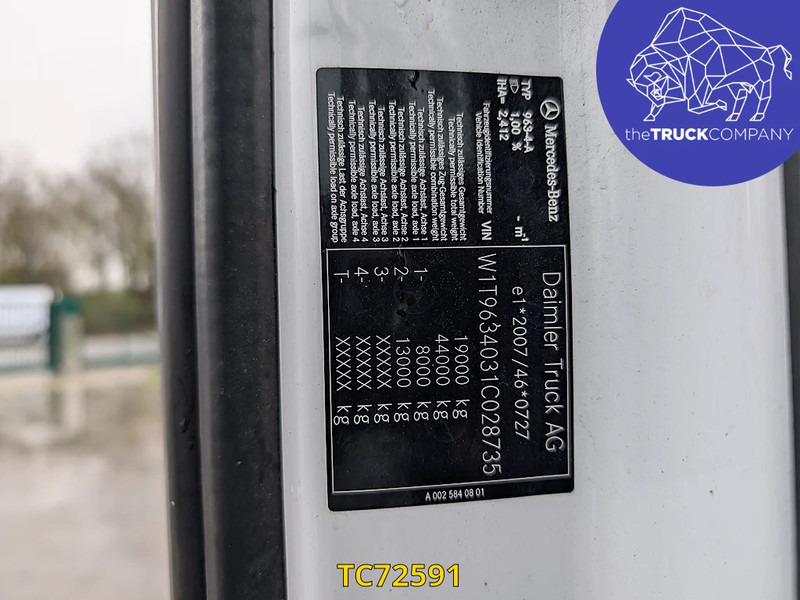 theTRUCKCOMPANY
Mercedes-Benz
TYP 963-4-A - m⁻¹
1,00 %
IHA= 2,412
Daimler Truck AG
e1*2007/46*0727
Fahrzeugidentifizierungsnummer
Vehicle Identification Number
VIN W1T9634031C028735
Technisch zulässiges Gesamtgewicht
Technically permissible total weight
19000 kg
Technisch zulässiges Zug-Gesamtgewicht
Technically permissible combination weight
44000 kg
Technisch zulässige Achslast, Achse 1
Technically permissible axle load, axle 1
1- 8000 kg
Technisch zulässige Achslast, Achse 2
Technically permissible axle load, axle 2
2- 13000 kg
Technisch zulässige Achslast, Achse 3
Technically permissible axle load, axle 3
3- XXXXX kg
Technisch zulässige Achslast, Achse 4
Technically permissible axle load, axle 4
4- XXXXX kg
Technisch zulässige Last der Achsgruppe
Technically permissible load on axle group
T- XXXXX kg
A 002 584 08 01
TC72591